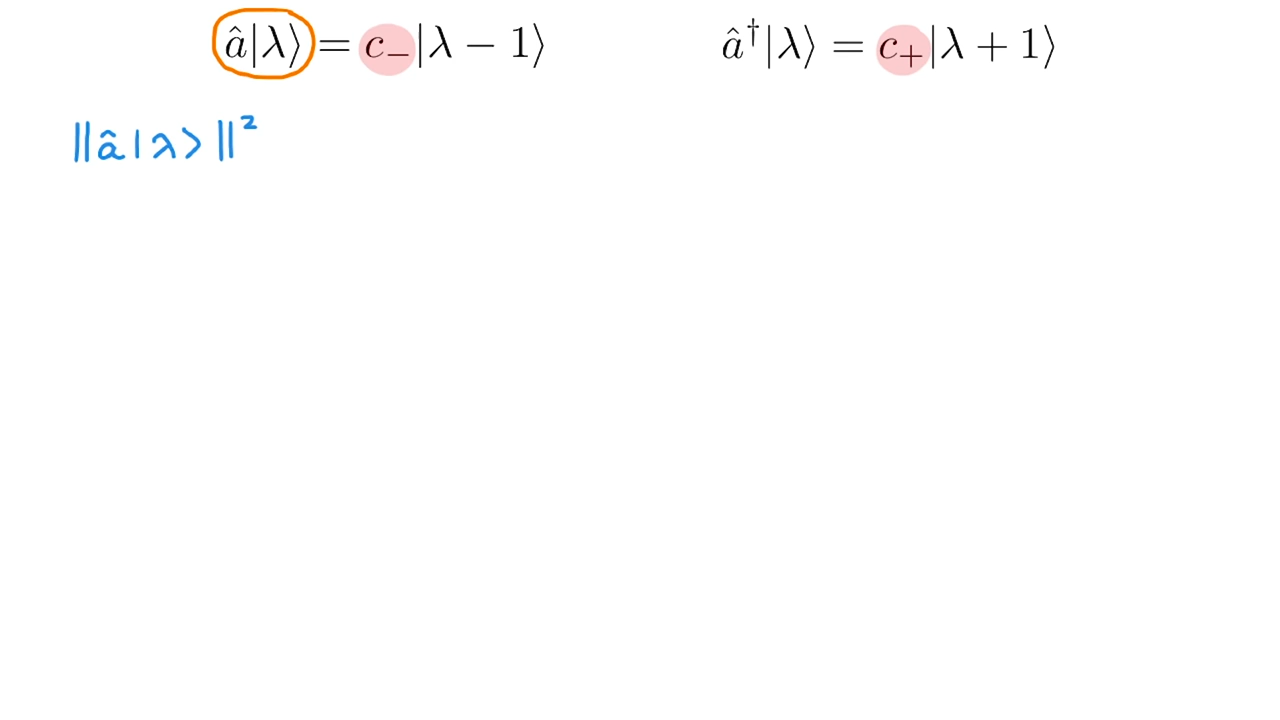 â|λ⟩ = c₋|λ − 1⟩
â†|λ⟩ = c₊|λ + 1⟩
‖â|λ⟩‖²